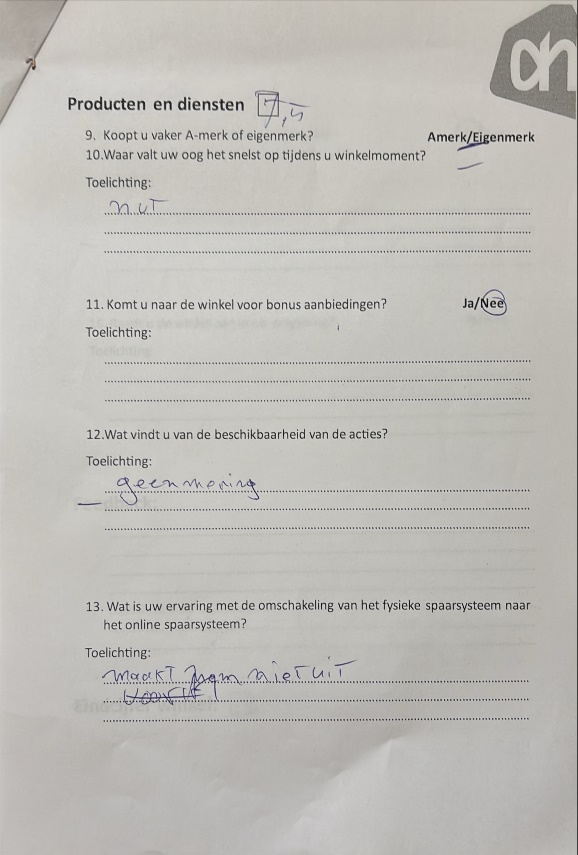 ah
Producten en diensten 7,5
9. Koopt u vaker A-merk of eigenmerk? Amerk/Eigenmerk
10.Waar valt uw oog het snelst op tijdens u winkelmoment?
Toelichting:
nut
11. Komt u naar de winkel voor bonus aanbiedingen? Ja/Nee
Toelichting:
12.Wat vindt u van de beschikbaarheid van de acties?
Toelichting:
geen mening
13. Wat is uw ervaring met de omschakeling van het fysieke spaarsysteem naar
het online spaarsysteem?
Toelichting:
maakt hem niet uit